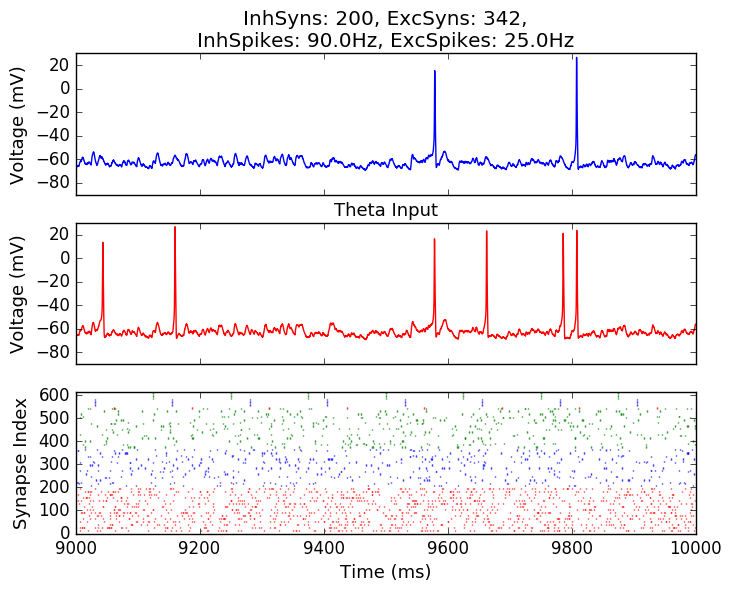 InhSyns: 200, ExcSyns: 342,
InhSpikes: 90.0Hz, ExcSpikes: 25.0Hz
Voltage (mV)
20
0
−20
−40
−60
−80
Theta Input
Voltage (mV)
20
0
−20
−40
−60
−80
Synapse Index
600
500
400
300
200
100
0
9000 9200 9400 9600 9800 10000
Time (ms)